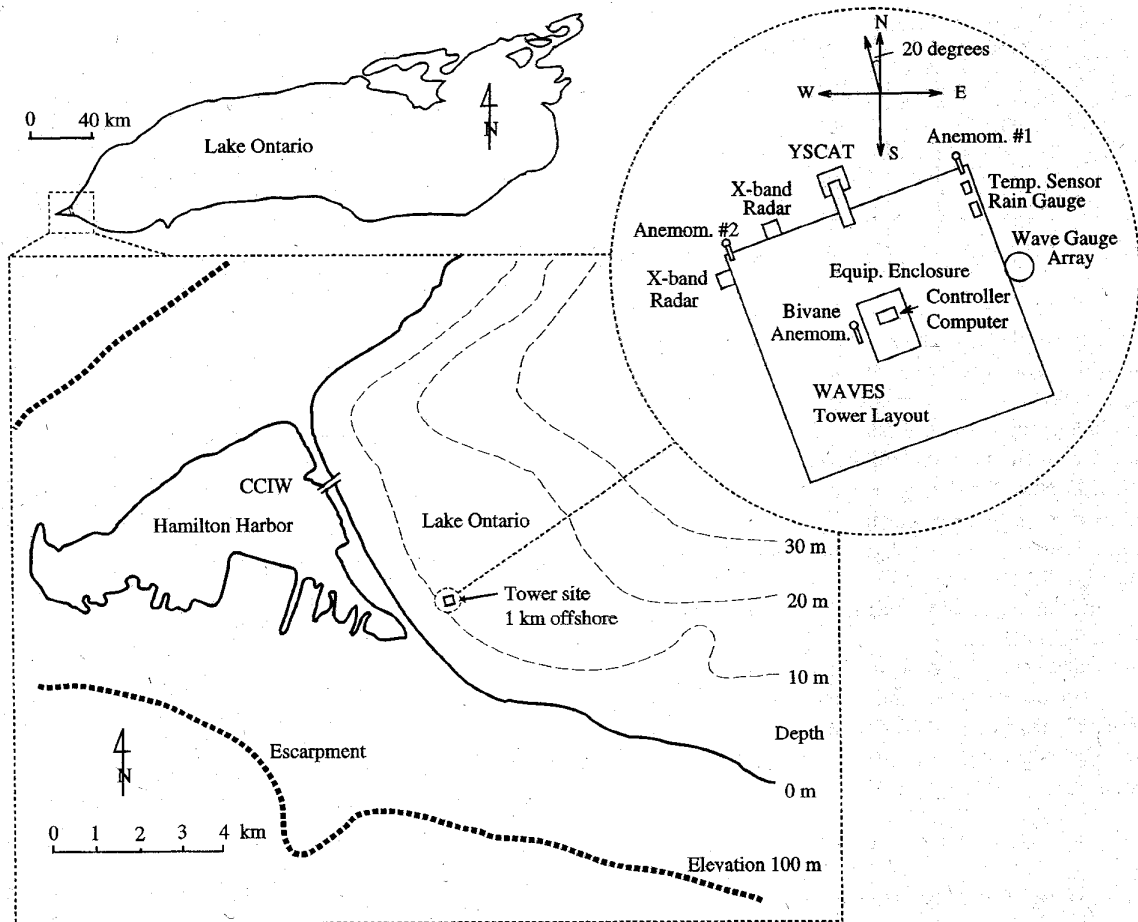 0 40 km
Lake Ontario
N
N
20 degrees
W
E
S
YSCAT
Anemom. #1
X-band
Radar
Temp. Sensor
Rain Gauge
Anemom. #2
Wave Gauge
Array
X-band
Radar
Equip. Enclosure
Controller
Computer
Bivane
Anemom.
WAVES
Tower Layout
CCIW
Hamilton Harbor
Lake Ontario
30 m
Tower site
1 km offshore
20 m
10 m
Depth
0 m
Escarpment
N
0 1 2 3 4 km
Elevation 100 m